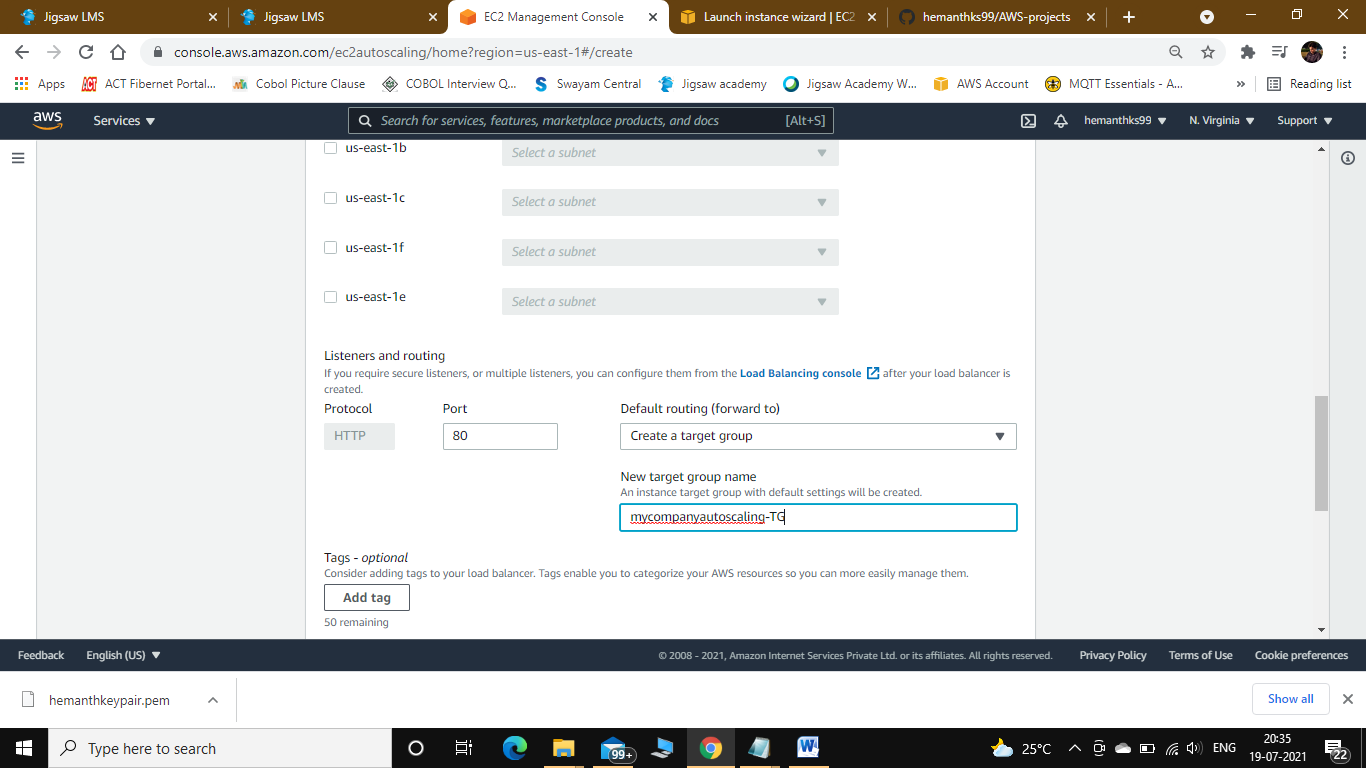 Jigsaw LMS
Jigsaw LMS
EC2 Management Console
Launch instance wizard | EC2
hemanthks99/AWS-projects
console.aws.amazon.com/ec2autoscaling/home?region=us-east-1#/create
Apps
ACT Fibernet Portal...
Cobol Picture Clause
COBOL Interview Q...
Swayam Central
Jigsaw academy
Jigsaw Academy W...
AWS Account
MQTT Essentials - A...
»
Reading list
aws
Services
Search for services, features, marketplace products, and docs
[Alt+S]
hemanthks99
N. Virginia
Support
us-east-1b
Select a subnet
us-east-1c
Select a subnet
us-east-1f
Select a subnet
us-east-1e
Select a subnet
Listeners and routing
If you require secure listeners, or multiple listeners, you can configure them from the Load Balancing console after your load balancer is
created.
Protocol
Port
Default routing (forward to)
HTTP
80
Create a target group
New target group name
An instance target group with default settings will be created.
mycompanyautoscaling-TG
Tags - optional
Consider adding tags to your load balancer. Tags enable you to categorize your AWS resources so you can more easily manage them.
Add tag
50 remaining
Feedback
English (US)
© 2008 - 2021, Amazon Internet Services Private Ltd. or its affiliates. All rights reserved.
Privacy Policy
Terms of Use
Cookie preferences
hemanthkeypair.pem
Show all
Type here to search
99+
25°C
ENG
20:35
19-07-2021
22